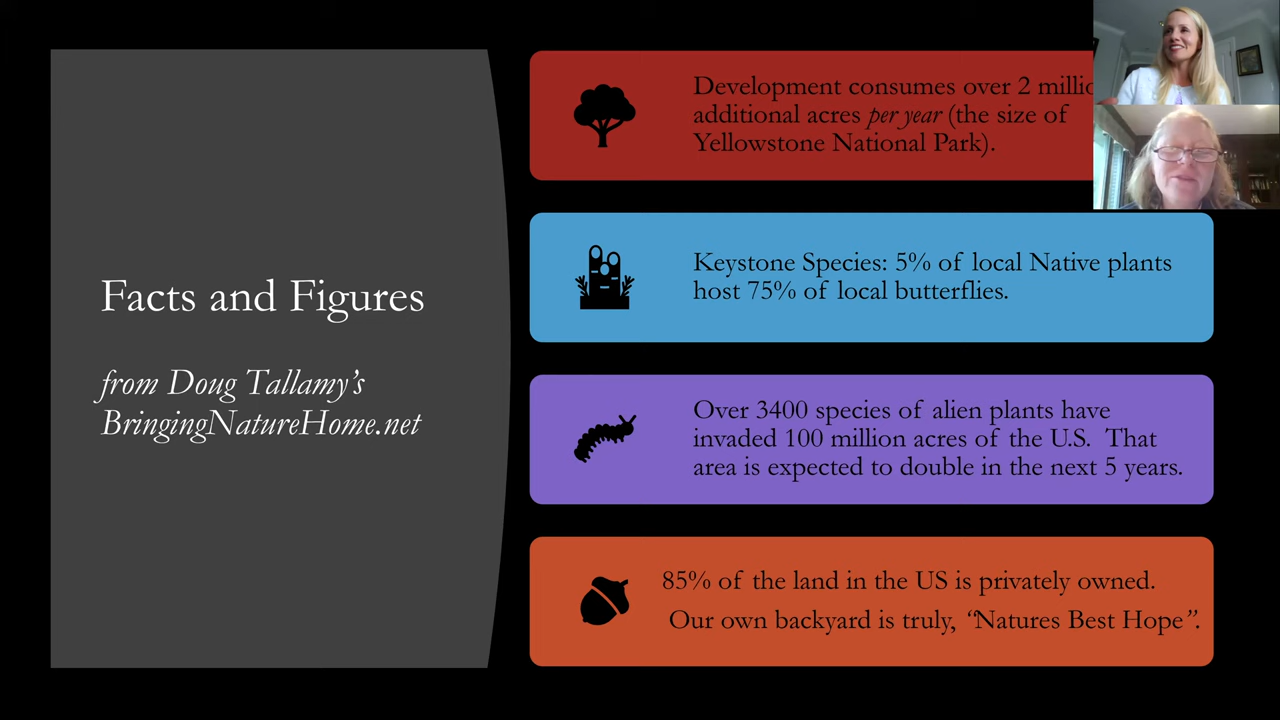 Facts and Figures
from Doug Tallamy's
BringingNatureHome.net
Development consumes over 2
additional acres per year (the size of
Yellowstone National Park).
Keystone Species: 5% of local Native plants
host 75% of local butterflies.
Over 3400 species of alien plants have
invaded 100 million acres of the U.S. That
area is expected to double in the next 5 years.
85% of the land in the US is privately owned.
Our own backyard is truly, “Natures Best Hope”.